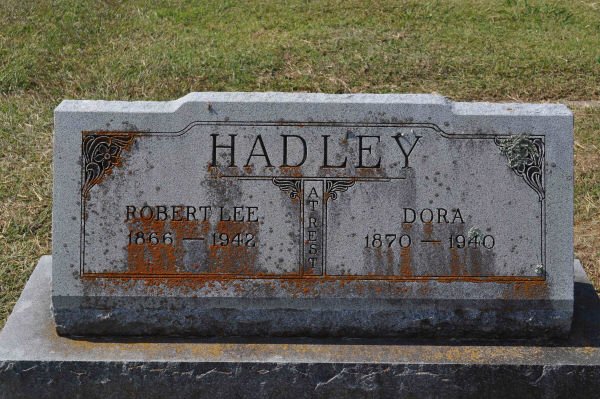 HADLEY
ROBERT LEE
1866 — 1942
AT REST
DORA
1870 — 1940